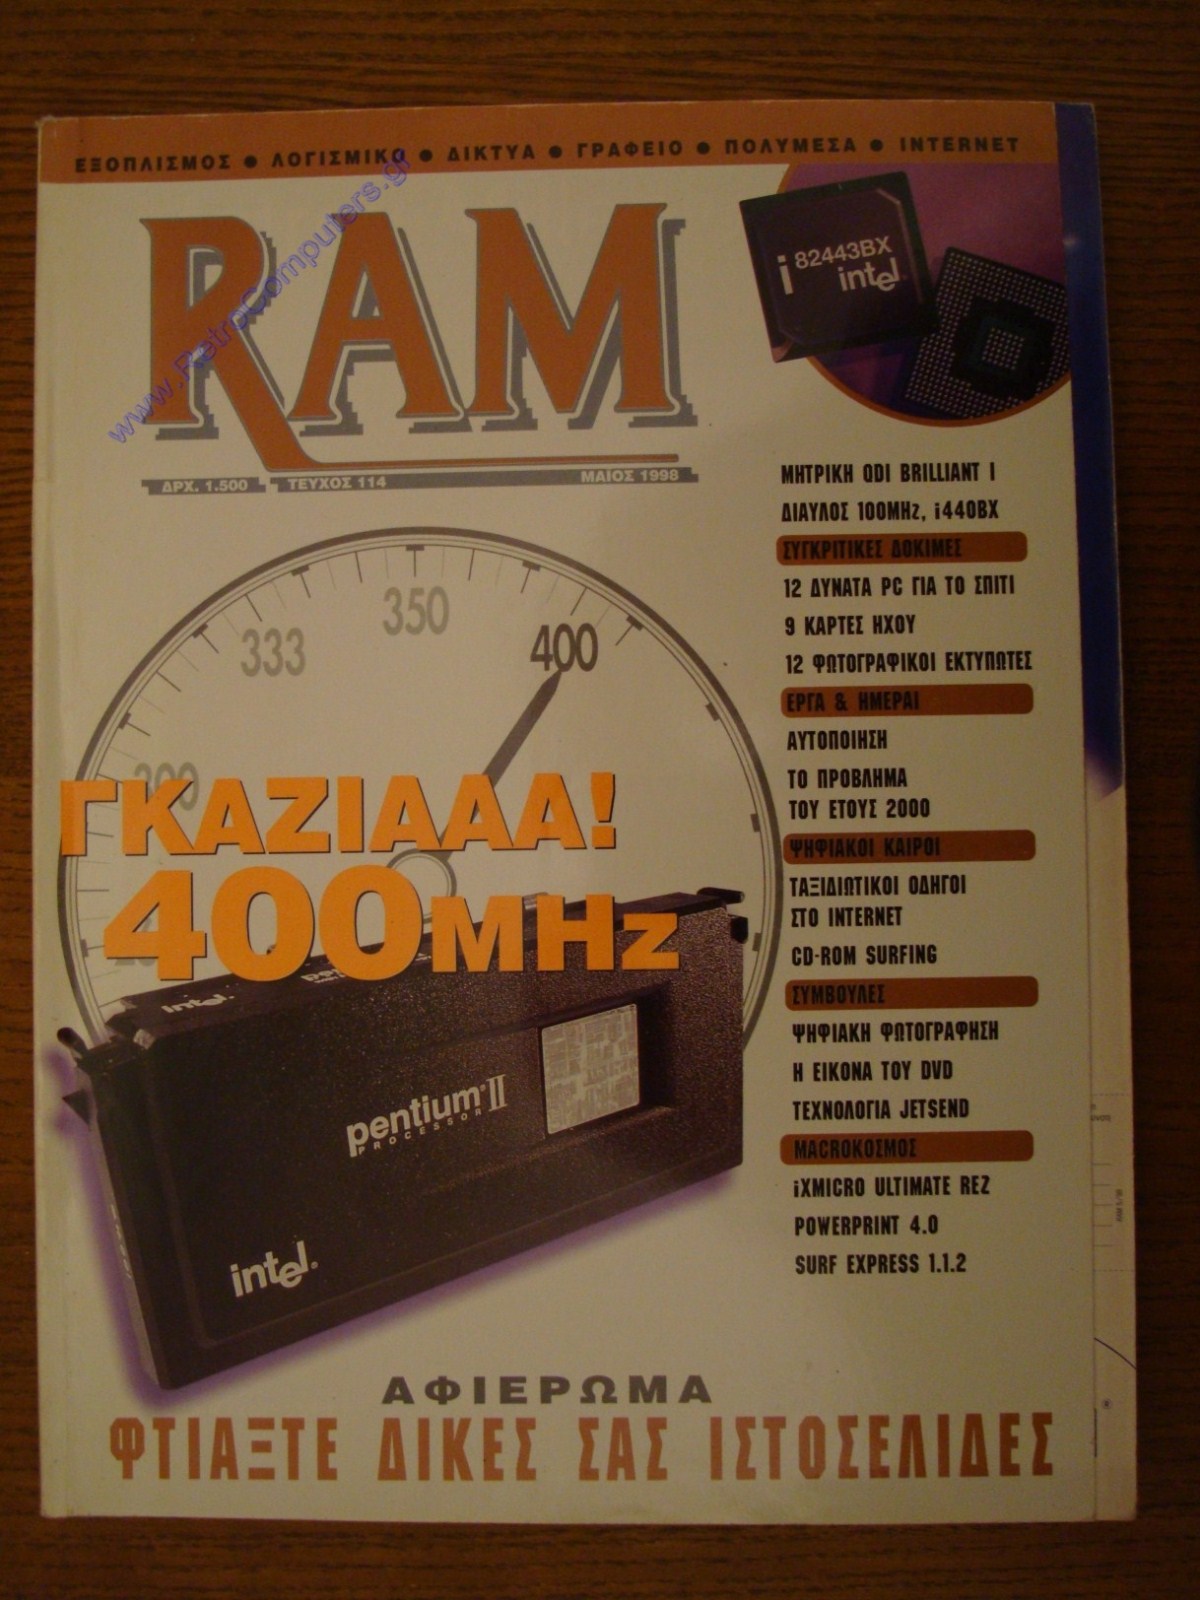 ΕΞΟΠΛΙΣΜΟΣ ● ΛΟΓΙΣΜΙΚΟ ● ΔΙΚΤΥΑ ● ΓΡΑΦΕΙΟ ● ΠΟΛΥΜΕΣΑ ● INTERNET
www.RetroComputers.gr
RAM
ΔΡΧ. 1.500 ΤΕΥΧΟΣ 114 ΜΑΙΟΣ 1998
i 82443BX
intel
ΜΗΤΡΙΚΗ QDI BRILLIANT I
ΔΙΑΥΛΟΣ 100MHz, i440BX
ΣΥΓΚΡΙΤΙΚΕΣ ΔΟΚΙΜΕΣ
12 ΔΥΝΑΤΑ PC ΓΙΑ ΤΟ ΣΠΙΤΙ
9 ΚΑΡΤΕΣ ΗΧΟΥ
12 ΦΩΤΟΓΡΑΦΙΚΟΙ ΕΚΤΥΠΩΤΕΣ
ΕΡΓΑ & ΗΜΕΡΑΙ
ΑΥΤΟΠΟΙΗΣΗ
ΤΟ ΠΡΟΒΛΗΜΑ
ΤΟΥ ΕΤΟΥΣ 2000
ΨΗΦΙΑΚΟΙ ΚΑΙΡΟΙ
ΤΑΞΙΔΙΩΤΙΚΟΙ ΟΔΗΓΟΙ
ΣΤΟ INTERNET
CD-ROM SURFING
ΣΥΜΒΟΥΛΕΣ
ΨΗΦΙΑΚΗ ΦΩΤΟΓΡΑΦΗΣΗ
Η ΕΙΚΟΝΑ ΤΟΥ DVD
ΤΕΧΝΟΛΟΓΙΑ JETSEND
MACROΚΟΣΜΟΣ
iXMICRO ULTIMATE REZ
POWERPRINT 4.0
SURF EXPRESS 1.1.2
300
333
350
400
ΓΚΑΖΙΑΑΑ!
400MHz
intel.
pentium® II
PROCESSOR
intel®
ΑΦΙΕΡΩΜΑ
ΦΤΙΑΞΤΕ ΔΙΚΕΣ ΣΑΣ ΙΣΤΟΣΕΛΙΔΕΣ